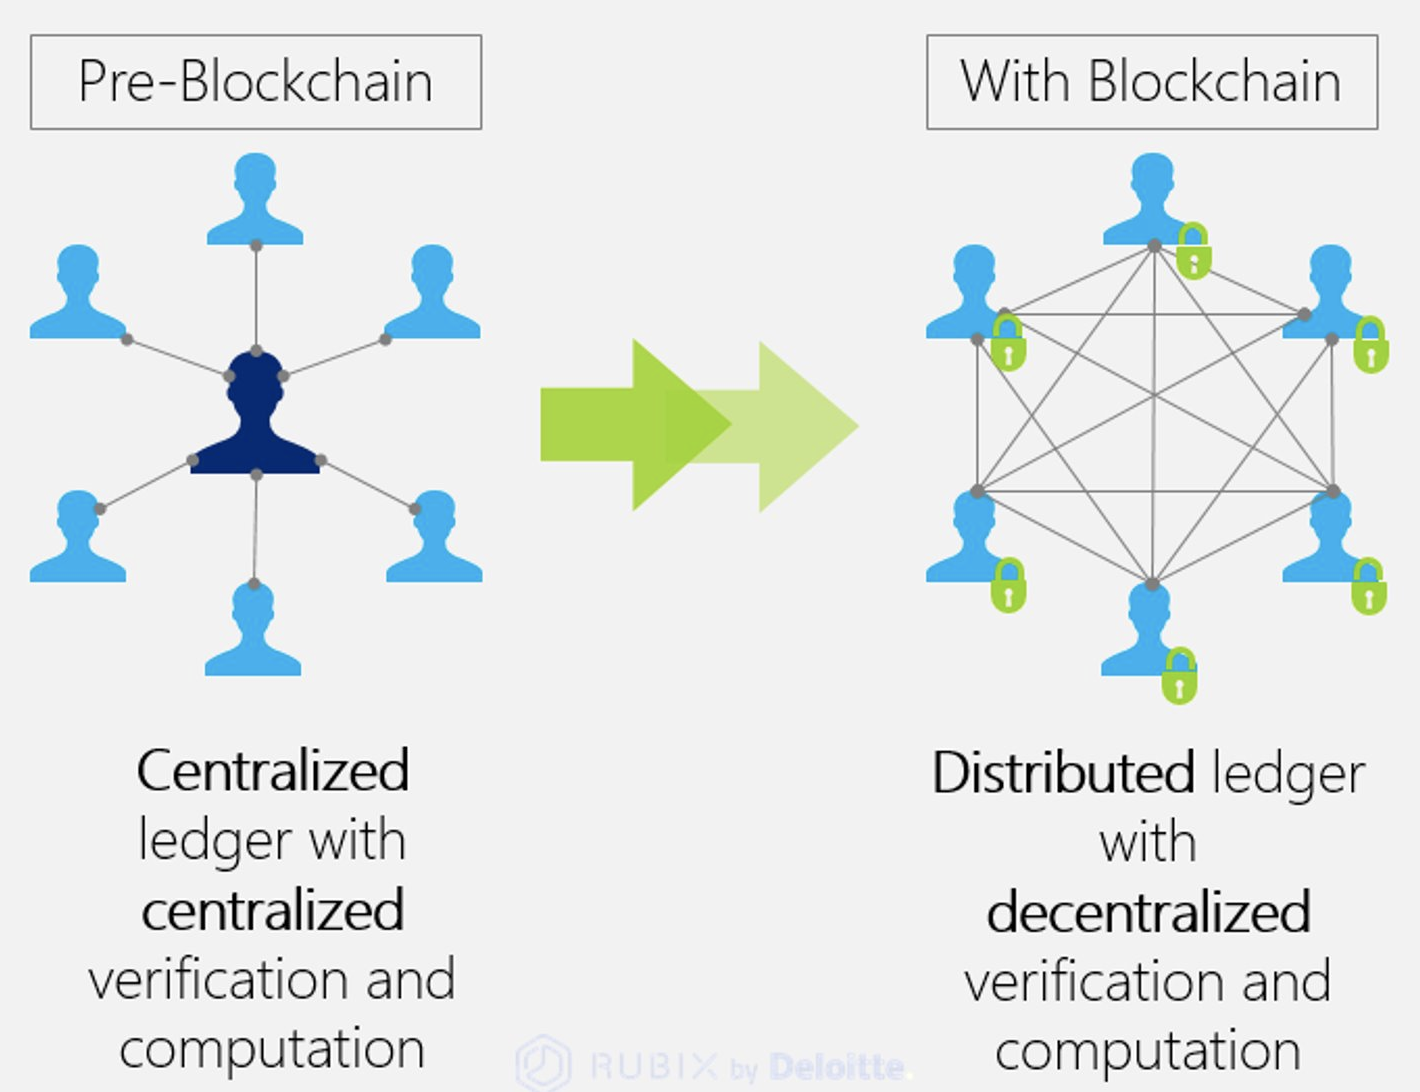 Pre-Blockchain
With Blockchain
Centralized
ledger with
centralized
verification and
computation
Distributed ledger
with
decentralized
verification and
computation
RUBIX by Deloitte.